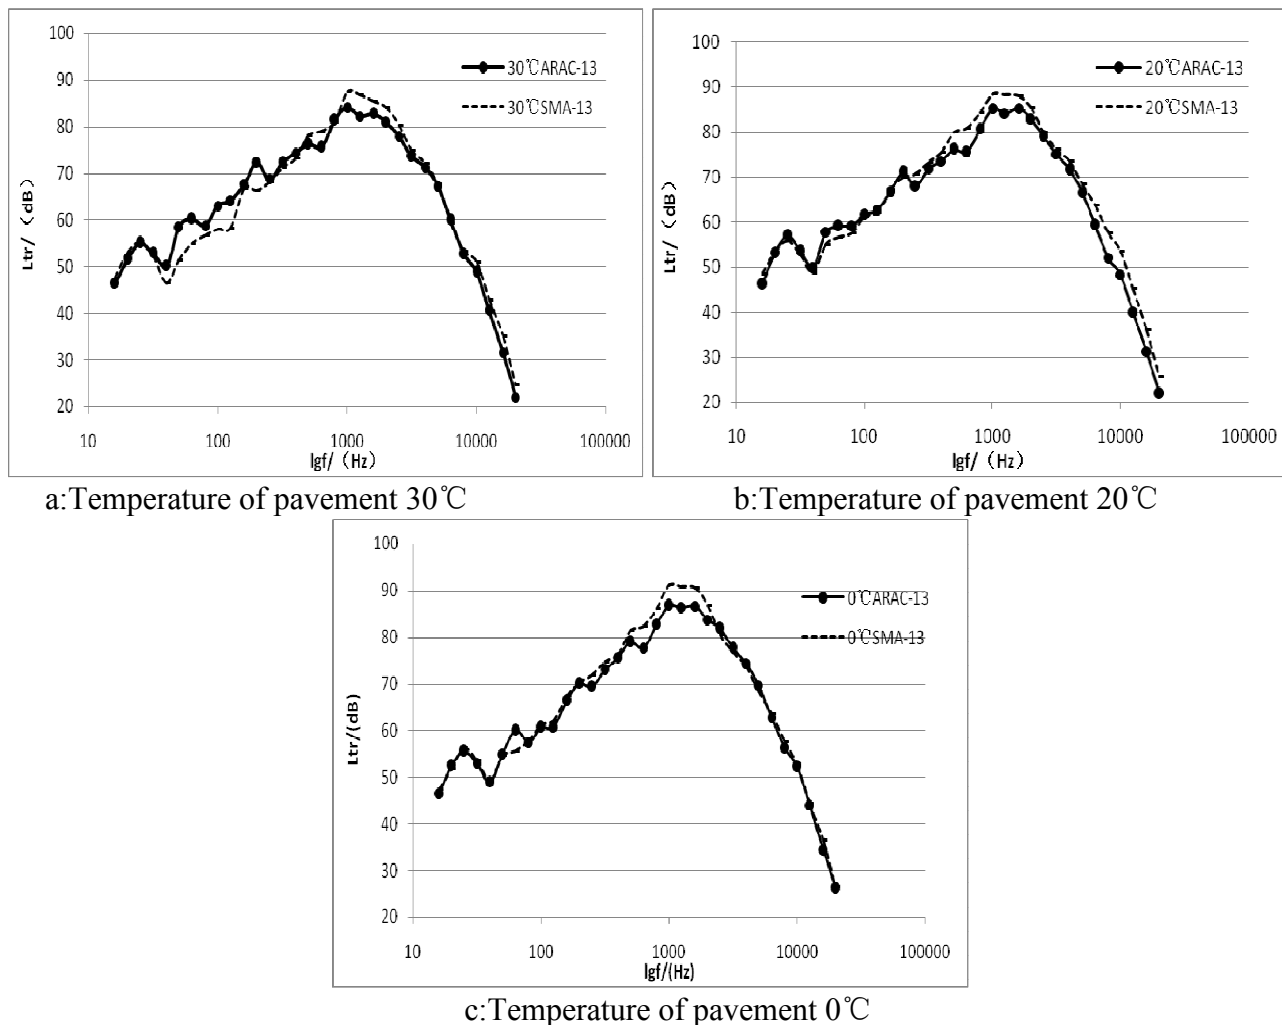 100
90
80
70
60
50
40
30
20
Ltr/（dB）
30℃ARAC-13
30℃SMA-13
10
100
1000
10000
100000
lgf/（Hz）
a:Temperature of pavement 30℃
100
90
80
70
60
50
40
30
20
Ltr/（dB）
20℃ARAC-13
20℃SMA-13
10
100
1000
10000
100000
lgf/（Hz）
b:Temperature of pavement 20℃
100
90
80
70
60
50
40
30
20
Ltr/(dB)
0℃ARAC-13
0℃SMA-13
10
100
1000
10000
100000
lgf/(Hz)
c:Temperature of pavement 0℃